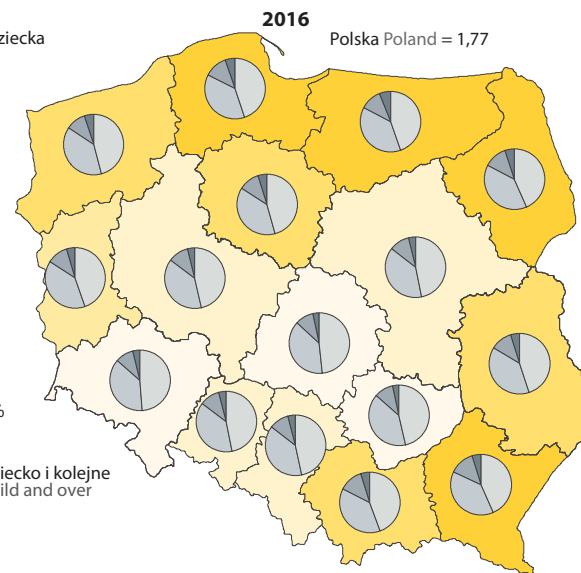 2016
ziecka
Polska Poland = 1,77
%
iecko i kolejne
ild and over